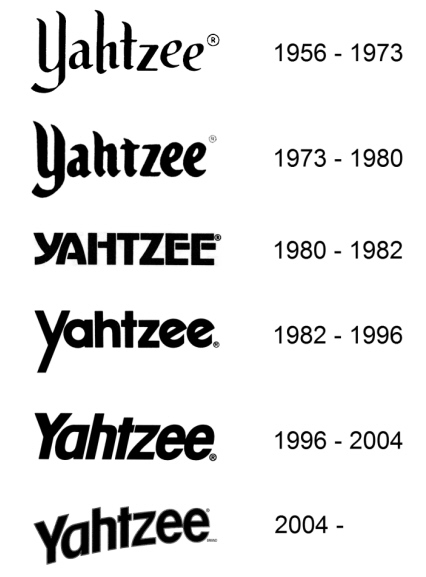 Yahtzee® 1956 - 1973
Yahtzee® 1973 - 1980
YAHTZEE® 1980 - 1982
Yahtzee® 1982 - 1996
Yahtzee® 1996 - 2004
Yahtzee 2004 -